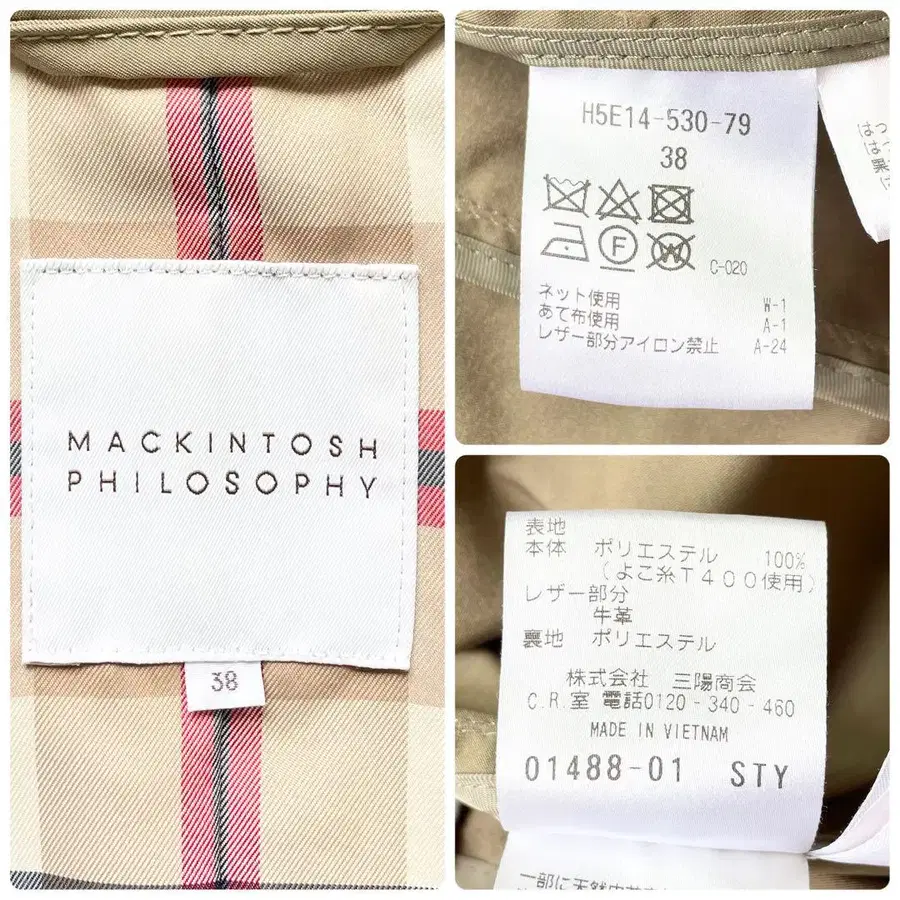 MACKINTOSH
PHILOSOPHY
38
H5E14-530-79
38
F
W
C-020
ネット使用 W-1
あて布使用 A-1
レザー部分アイロン禁止 A-24
表地
本体 ポリエステル 100%
(よこ糸T400使用)
レザー部分
牛革
裏地 ポリエステル
株式会社 三陽商会
C.R.室 電話0120-340-460
MADE IN VIETNAM
01488-01 STY